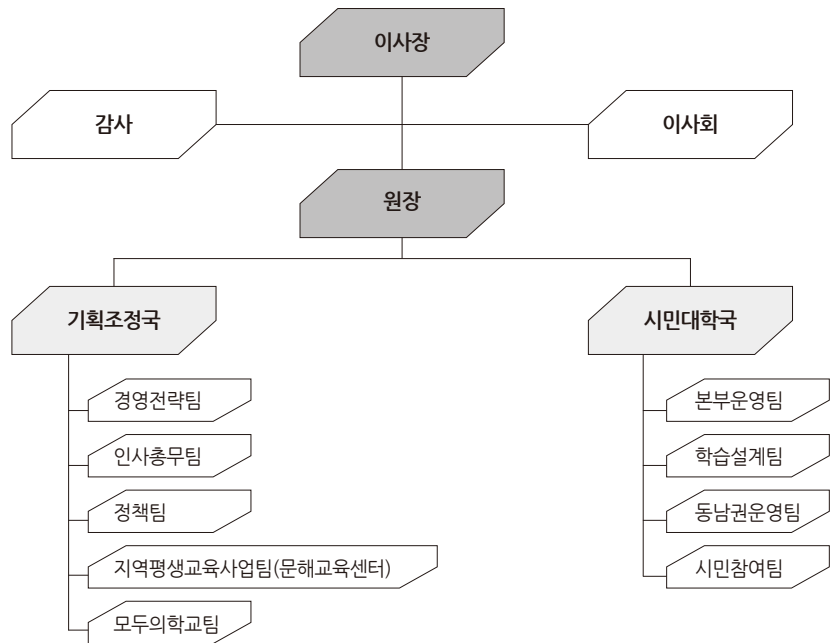 이사장
감사
이사회
원장
기획조정국
시민대학국
경영전략팀
본부운영팀
인사총무팀
학습설계팀
정책팀
동남권운영팀
지역평생교육사업팀(문해교육센터)
시민참여팀
모두의학교팀